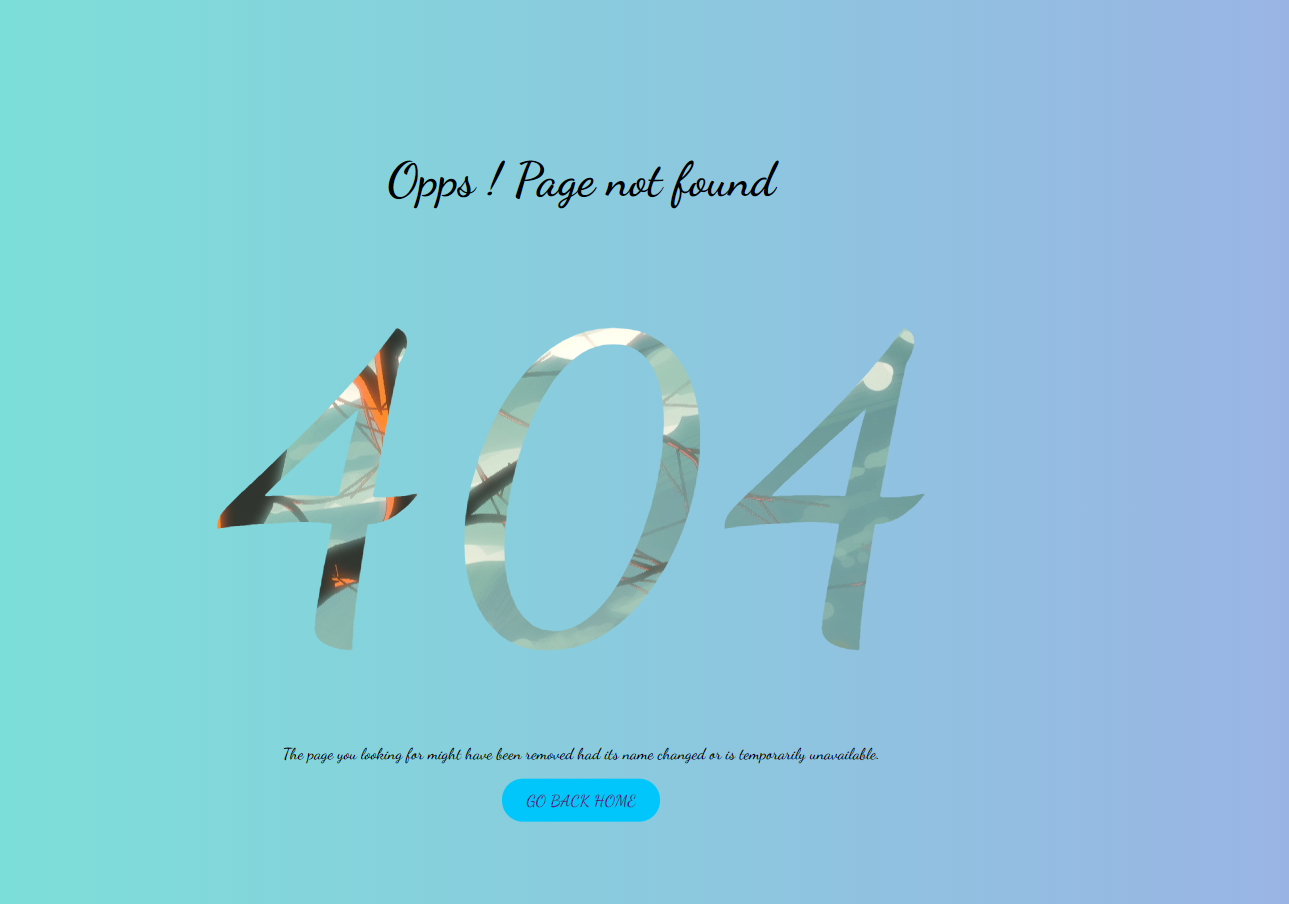 Opps ! Page not found
404
The page you looking for might have been removed had its name changed or is temporarily unavailable.
GO BACK HOME